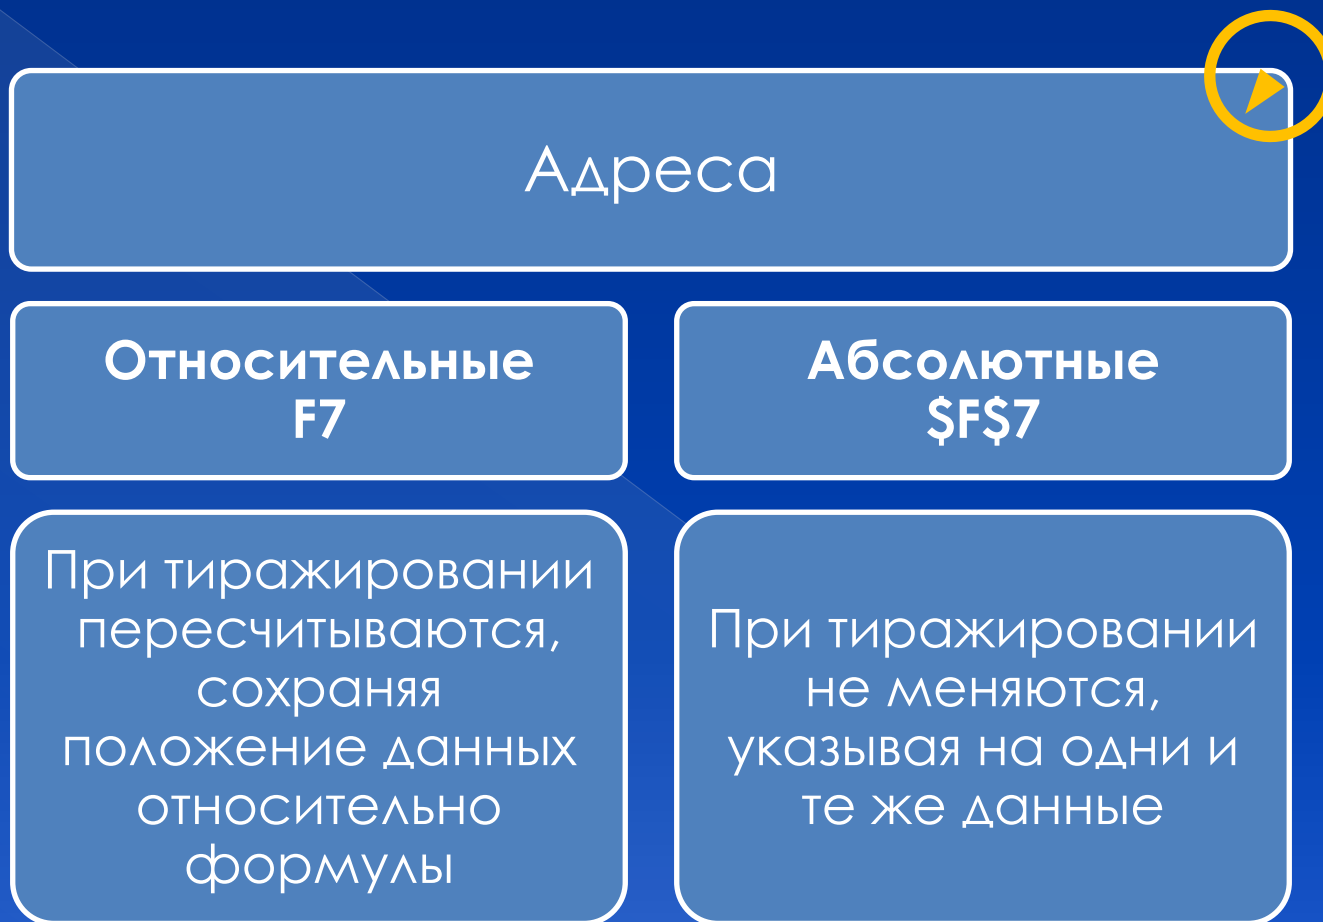 Адреса
Относительные
F7
Абсолютные
$F$7
При тиражировании
пересчитываются,
сохраняя
положение данных
относительно
формулы
При тиражировании
не меняются,
указывая на одни и
те же данные